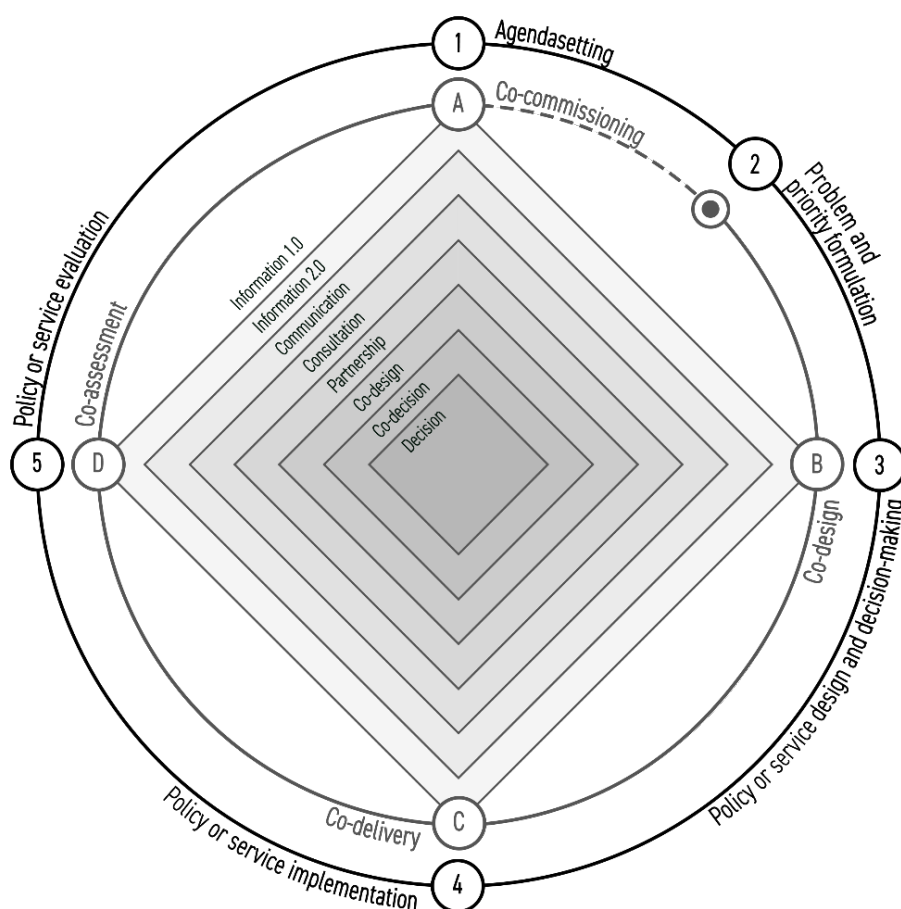 1
Agendasetting
A
Co-commissioning
2
Problem and
priority formulation
Information 1.0
Information 2.0
Communication
Consultation
Partnership
Co-design
Co-decision
Decision
Policy or service evaluation
Co-assessment
5
D
B
3
Co-design
Policy or service design and decision-making
Co-delivery
C
Policy or service implementation
4